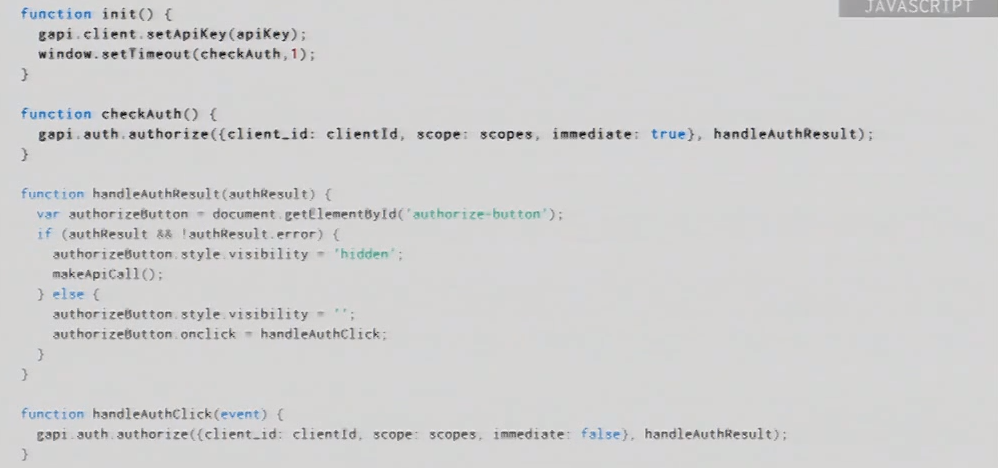 JAVASCRIPT
function init() {
  gapi.client.setApiKey(apiKey);
  window.setTimeout(checkAuth,1);
}
function checkAuth() {
  gapi.auth.authorize({client_id: clientId, scope: scopes, immediate: true}, handleAuthResult);
}
function handleAuthResult(authResult) {
  var authorizeButton = document.getElementById('authorize-button');
  if (authResult && !authResult.error) {
    authorizeButton.style.visibility = 'hidden';
    makeApiCall();
  } else {
    authorizeButton.style.visibility = '';
    authorizeButton.onclick = handleAuthClick;
  }
}
function handleAuthClick(event) {
  gapi.auth.authorize({client_id: clientId, scope: scopes, immediate: false}, handleAuthResult);
}